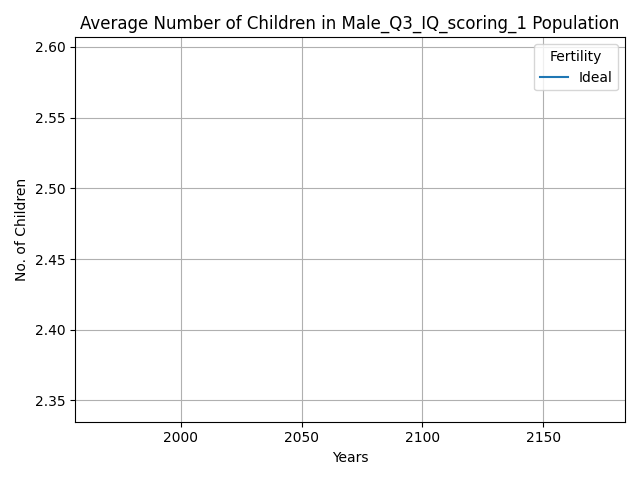 Average Number of Children in Male_Q3_IQ_scoring_1 Population
Fertility
Ideal
No. of Children
2.60
2.55
2.50
2.45
2.40
2.35
2000 2050 2100 2150
Years